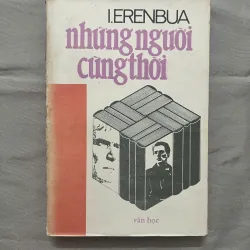 I.ERENBUA
những người
cùng thời
văn học